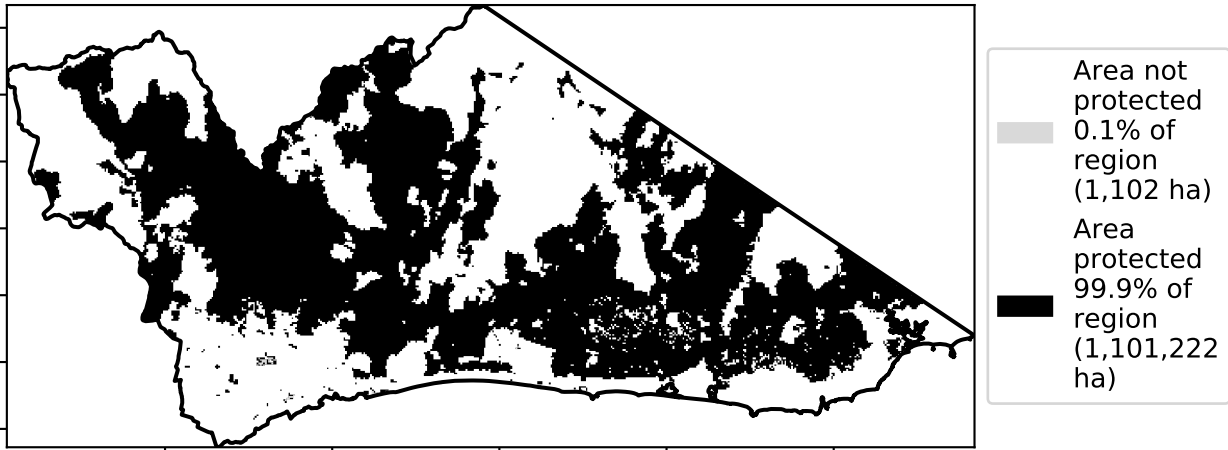 Area not
protected
0.1% of
region
(1,102 ha)
Area
protected
99.9% of
region
(1,101,222
ha)